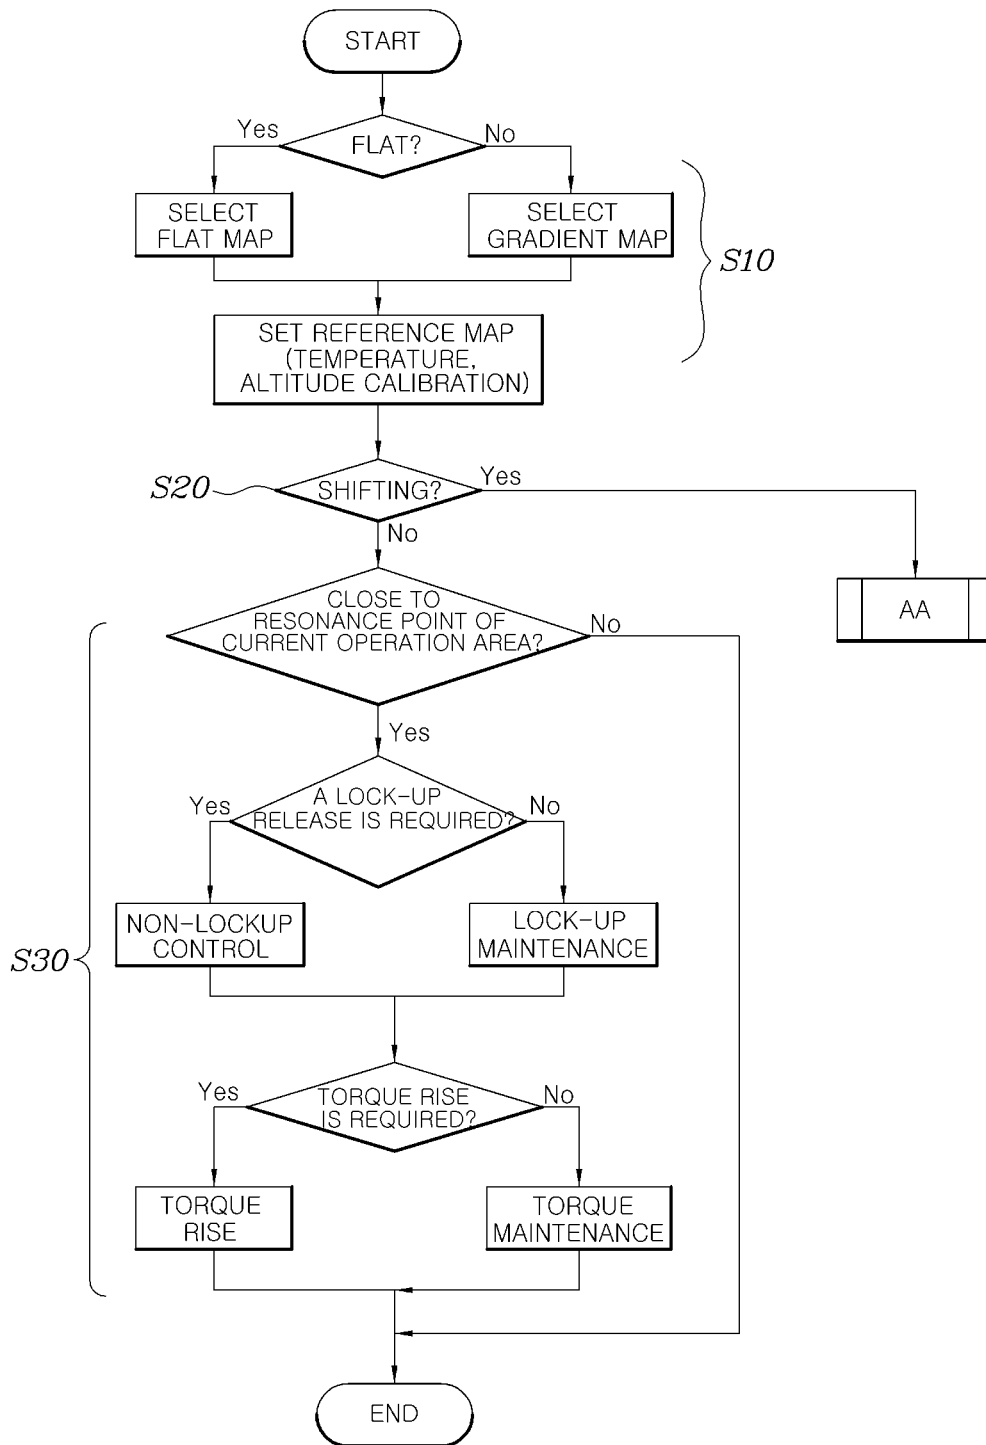 START
Yes
FLAT?
No
SELECT
FLAT MAP
SELECT
GRADIENT MAP
S10
SET REFERENCE MAP
(TEMPERATURE,
ALTITUDE CALIBRATION)
S20
SHIFTING?
Yes
No
AA
CLOSE TO
RESONANCE POINT OF
CURRENT OPERATION AREA?
No
Yes
A LOCK-UP
RELEASE IS REQUIRED?
Yes
No
NON-LOCKUP
CONTROL
LOCK-UP
MAINTENANCE
S30
Yes
TORQUE RISE
IS REQUIRED?
No
TORQUE
RISE
TORQUE
MAINTENANCE
END